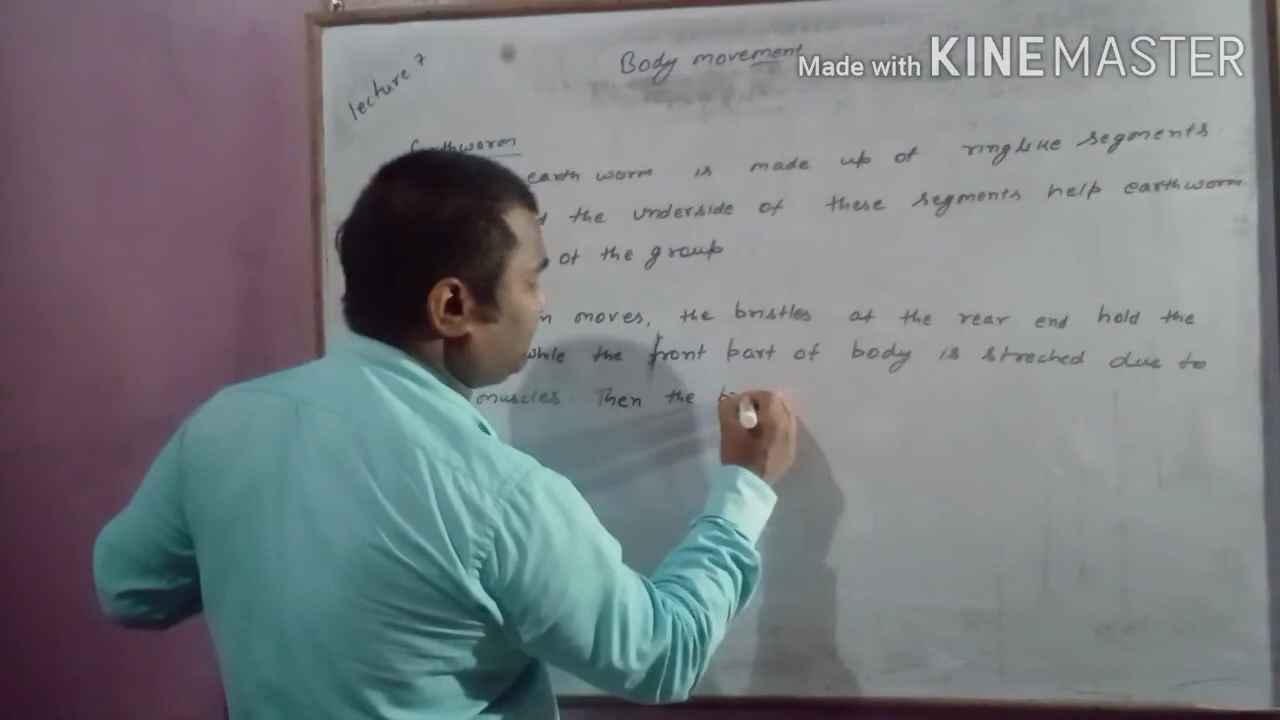 Body movement
Made with KINEMASTER
lecture 7
earth worm is made up of ringlike segments
the underside of these segments help earthworm
of the group
moves, the bristles at the rear end hold the
while the front part of body is streched due to
muscles. Then the